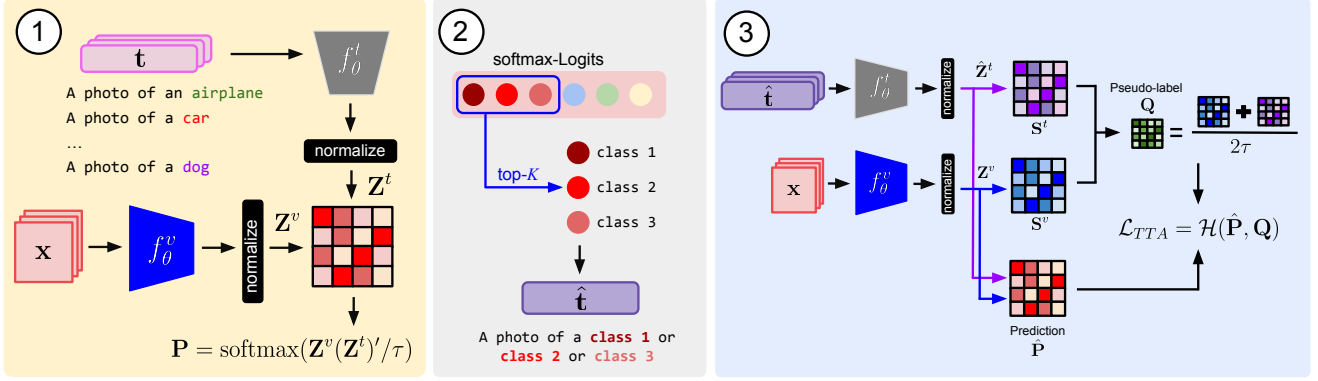 1
t
f_θ^t
A photo of an airplane
A photo of a car
...
A photo of a dog
normalize
Z^t
x
f_θ^v
normalize
Z^v
P = softmax(Z^v(Z^t)′/τ)
2
softmax-Logits
top-K
class 1
class 2
class 3
t̂
A photo of a class 1 or
class 2 or class 3
3
t̂
f_θ^t
normalize
Ẑ^t
S^t
x
f_θ^v
normalize
Z^v
S^v
Pseudo-label
Q
=
+
2τ
L_TTA = H(P̂, Q)
Prediction
P̂